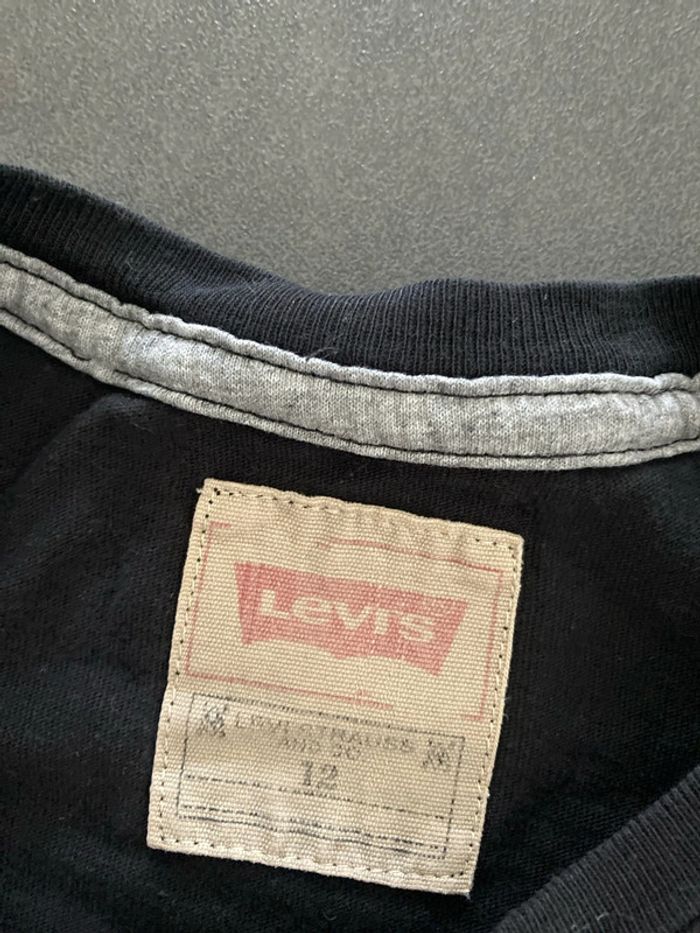 LeVI'S
LEVI STRAUSS
AND CO
12